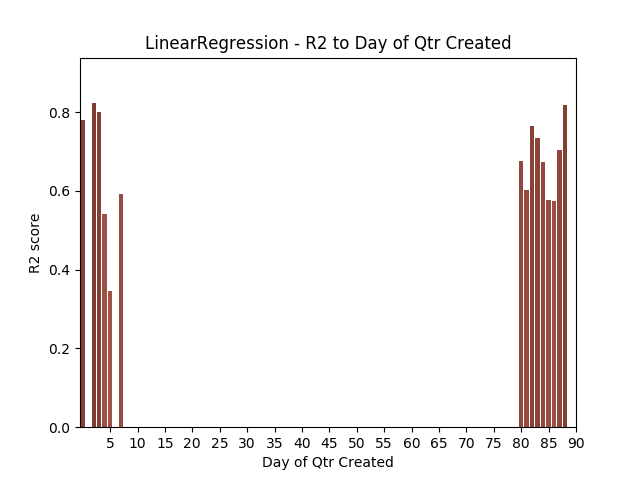 LinearRegression - R2 to Day of Qtr Created
R2 score
0.8
0.6
0.4
0.2
0.0
5 10 15 20 25 30 35 40 45 50 55 60 65 70 75 80 85 90
Day of Qtr Created